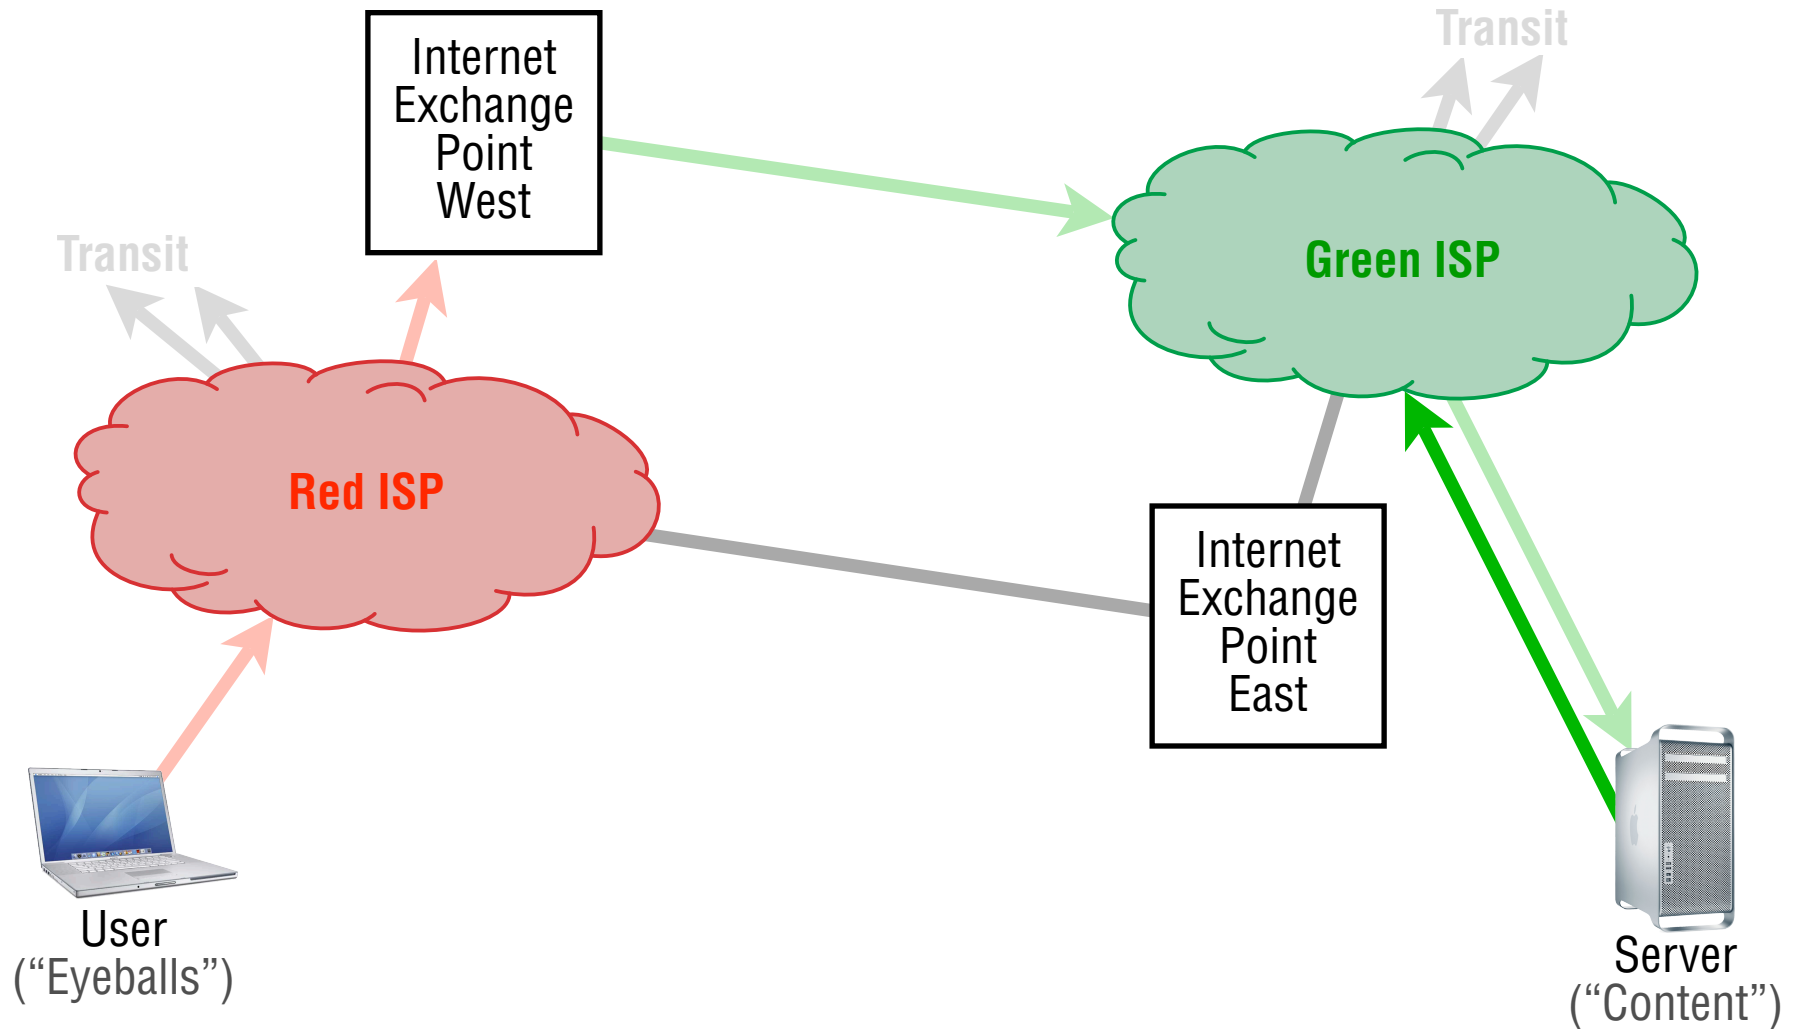 Transit
Internet
Exchange
Point
West
Transit
Green ISP
Red ISP
Internet
Exchange
Point
East
User
(“Eyeballs”)
Server
(“Content”)